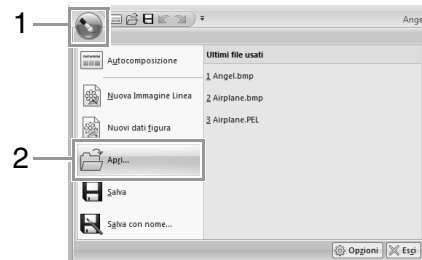 1
Ange
Autocomposizione
Ultimi file usati
1 Angel.bmp
Nuova Immagine Linea
2 Airplane.bmp
3 Airplane.PEL
Nuovi dati figura
2
Apri...
Salva
Salva con nome...
Opzioni
Esci